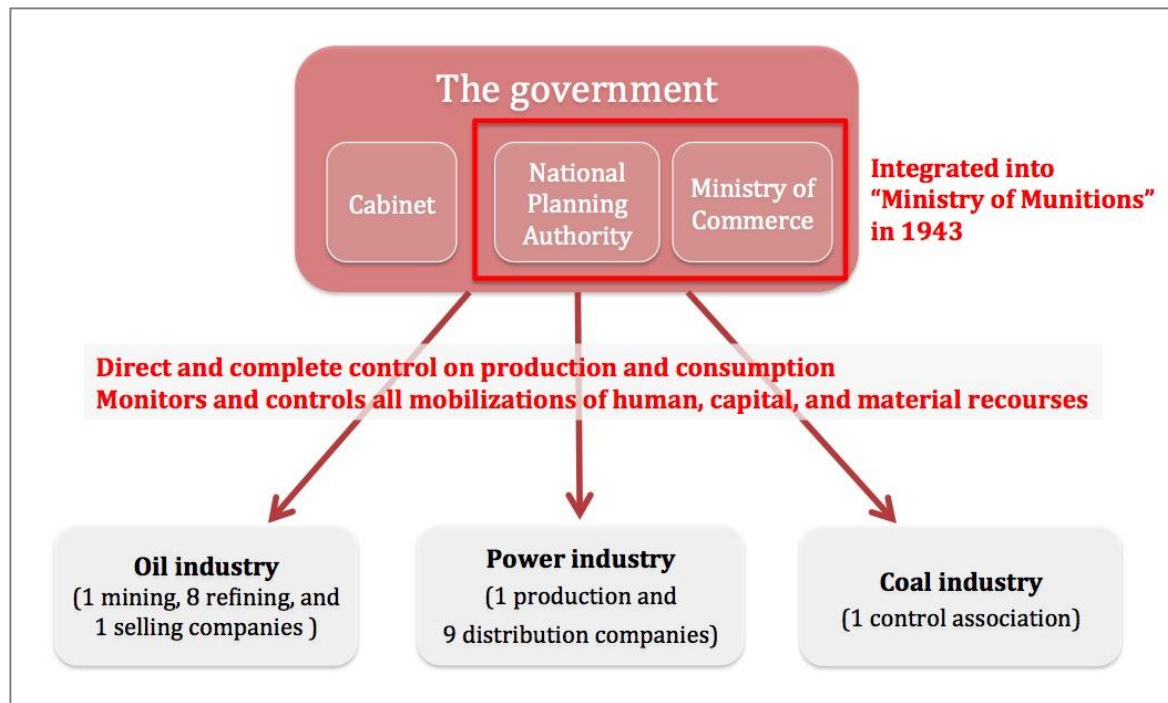 The government
Cabinet
National
Planning
Authority
Ministry of
Commerce
Integrated into
“Ministry of Munitions”
in 1943
Direct and complete control on production and consumption
Monitors and controls all mobilizations of human, capital, and material recourses
Oil industry
(1 mining, 8 refining, and
1 selling companies )
Power industry
(1 production and
9 distribution companies)
Coal industry
(1 control association)